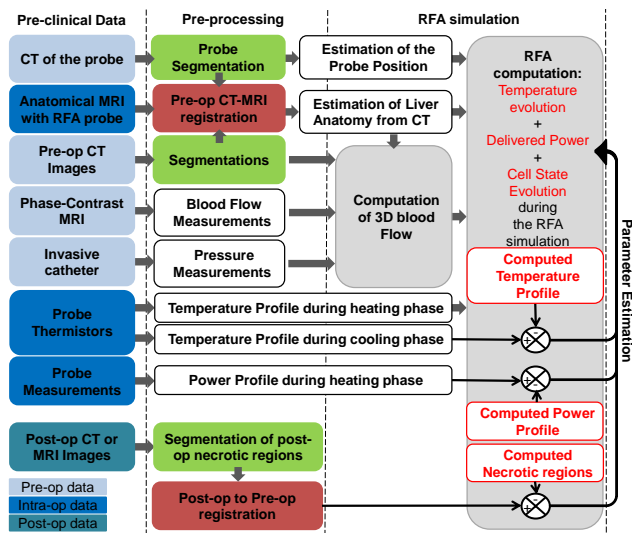 Pre-clinical Data
Pre-processing
RFA simulation
CT of the probe
Probe
Segmentation
Estimation of the
Probe Position
RFA
computation:
Temperature
evolution
+
Delivered Power
+
Cell State
Evolution
during
the RFA
simulation
Anatomical MRI
with RFA probe
Pre-op CT-MRI
registration
Estimation of Liver
Anatomy from CT
Pre-op CT
Images
Segmentations
Computation
of 3D blood
Flow
Phase-Contrast
MRI
Blood Flow
Measurements
Invasive
catheter
Pressure
Measurements
Computed
Temperature
Profile
Parameter Estimation
Probe
Thermistors
Temperature Profile during heating phase
Temperature Profile during cooling phase
+ -
Probe
Measurements
Power Profile during heating phase
+ -
Computed Power
Profile
Post-op CT or
MRI Images
Segmentation of post-
op necrotic regions
Computed
Necrotic regions
Post-op to Pre-op
registration
+ -
Pre-op data
Intra-op data
Post-op data